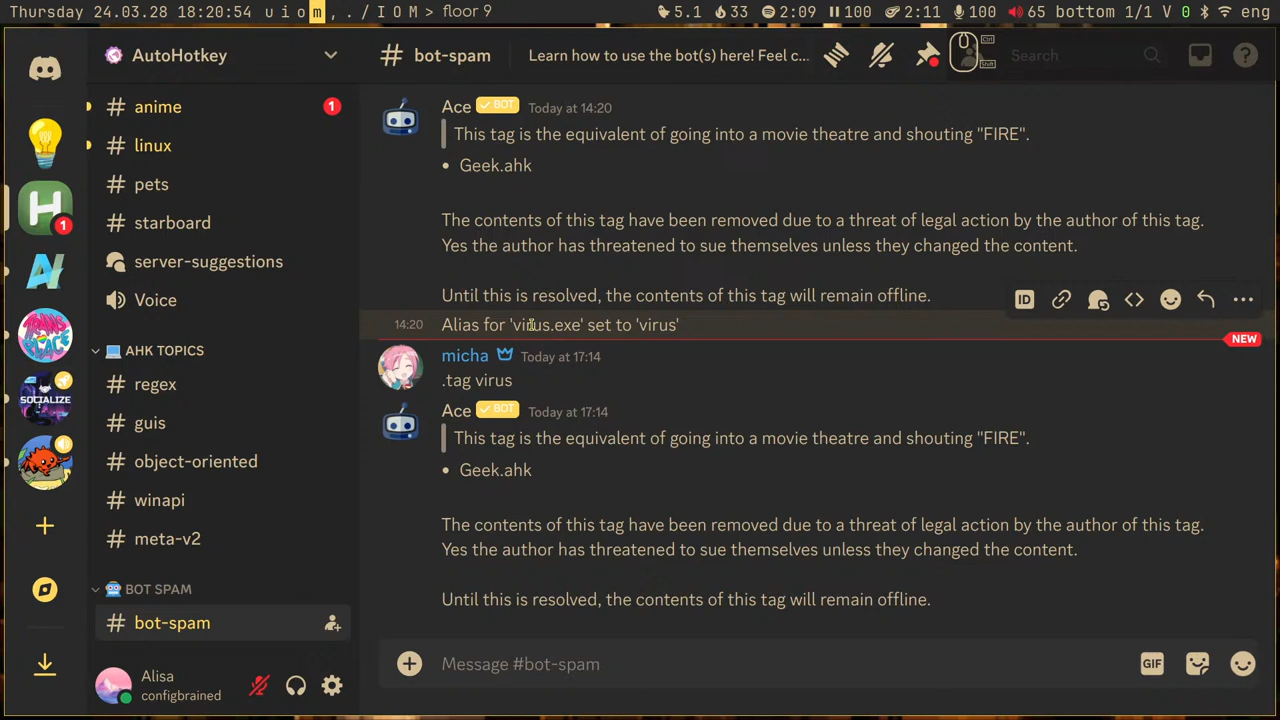 Thursday 24.03.28 18:20:54 u i o m , . / I O M > floor 9
5.1 33 2:09 100 2:11 100 65 bottom 1/1 V 0 eng
AutoHotkey
# anime 1
# linux
# pets
# starboard
server-suggestions
Voice
AHK TOPICS
# regex
# guis
# object-oriented
# winapi
# meta-v2
BOT SPAM
# bot-spam
Alisa
configbrained
H
1
AI
TRANS
PLACE
SOCIALIZE
# bot-spam
Learn how to use the bot(s) here! Feel c...
Ctrl
Shift
Search
Ace ✓ BOT Today at 14:20
This tag is the equivalent of going into a movie theatre and shouting "FIRE".
• Geek.ahk
The contents of this tag have been removed due to a threat of legal action by the author of this tag.
Yes the author has threatened to sue themselves unless they changed the content.
Until this is resolved, the contents of this tag will remain offline.
ID
14:20 Alias for 'virus.exe' set to 'virus'
NEW
micha Today at 17:14
.tag virus
Ace ✓ BOT Today at 17:14
This tag is the equivalent of going into a movie theatre and shouting "FIRE".
• Geek.ahk
The contents of this tag have been removed due to a threat of legal action by the author of this tag.
Yes the author has threatened to sue themselves unless they changed the content.
Until this is resolved, the contents of this tag will remain offline.
Message #bot-spam
GIF